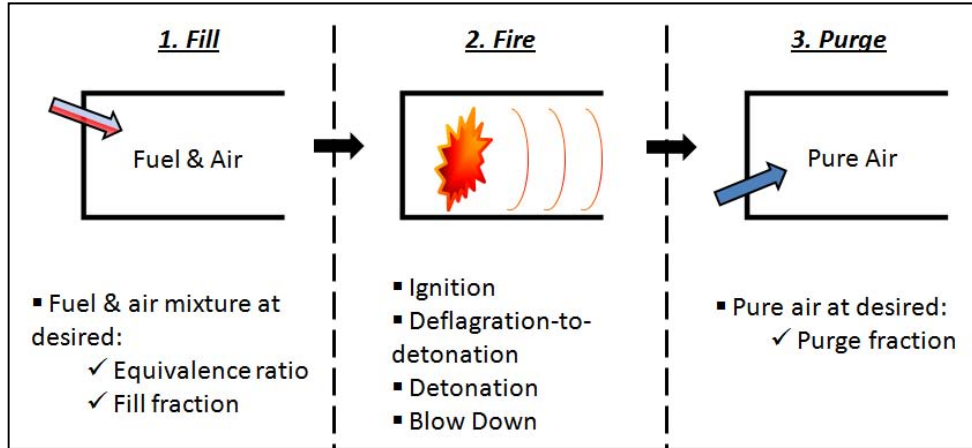 1. Fill
Fuel & Air
▪ Fuel & air mixture at
desired:
✓ Equivalence ratio
✓ Fill fraction
2. Fire
▪ Ignition
▪ Deflagration-to-
detonation
▪ Detonation
▪ Blow Down
3. Purge
Pure Air
▪ Pure air at desired:
✓ Purge fraction